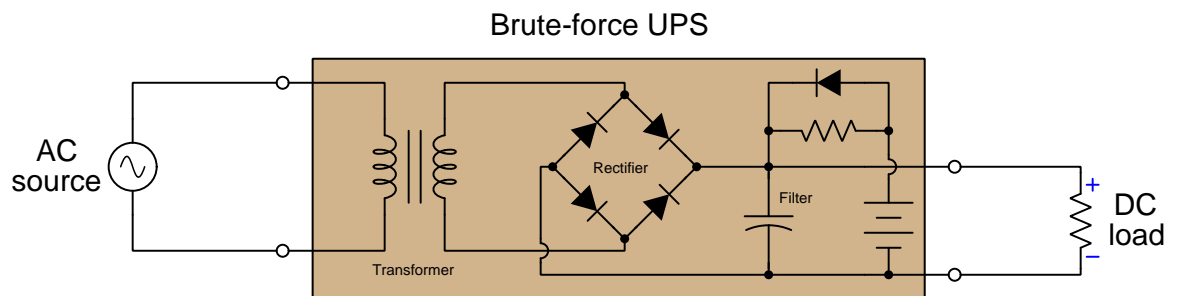 Brute-force UPS
AC
source
Transformer
Rectifier
Filter
+
DC
load
−